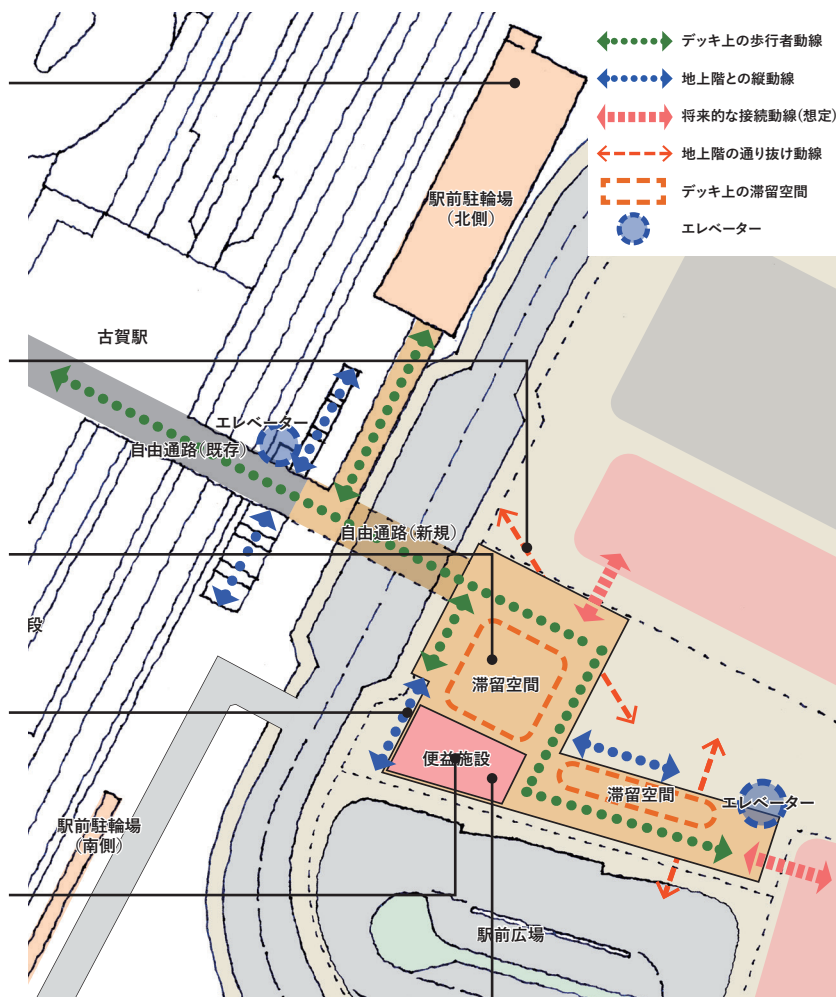 デッキ上の歩行者動線
地上階との縦動線
将来的な接続動線(想定)
地上階の通り抜け動線
デッキ上の滞留空間
エレベーター
駅前駐輪場
(北側)
古賀駅
エレベーター
自由通路(既存)
自由通路(新規)
段
滞留空間
便益施設
滞留空間
エレベーター
駅前駐輪場
(南側)
駅前広場